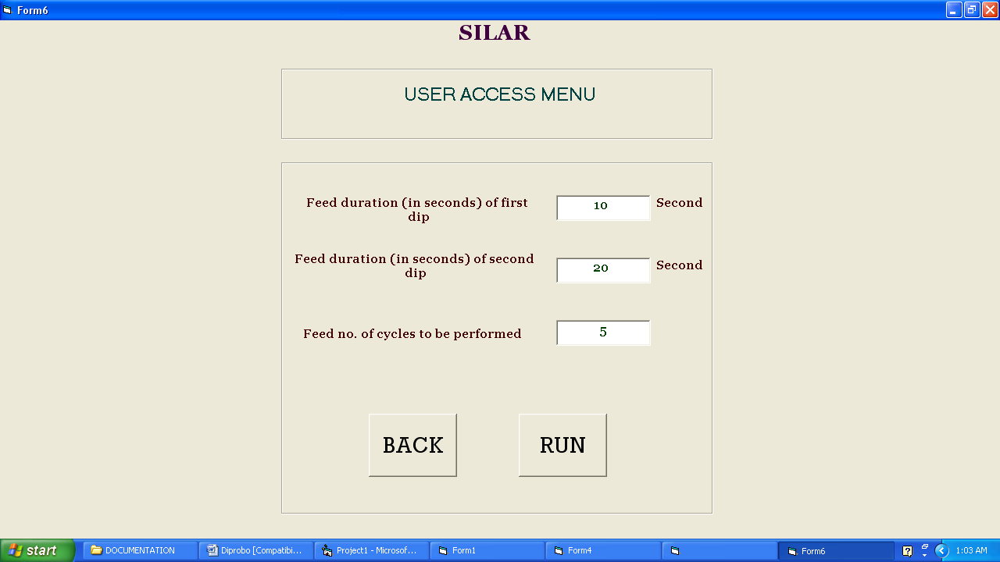 Form6
SILAR
USER ACCESS MENU
Feed duration (in seconds) of first
dip
10
Second
Feed duration (in seconds) of second
dip
20
Second
Feed no. of cycles to be performed
5
BACK
RUN
start
DOCUMENTATION
Diprobo [Compatibi...
Project1 - Microsof...
Form1
Form4
Form6
1:03 AM